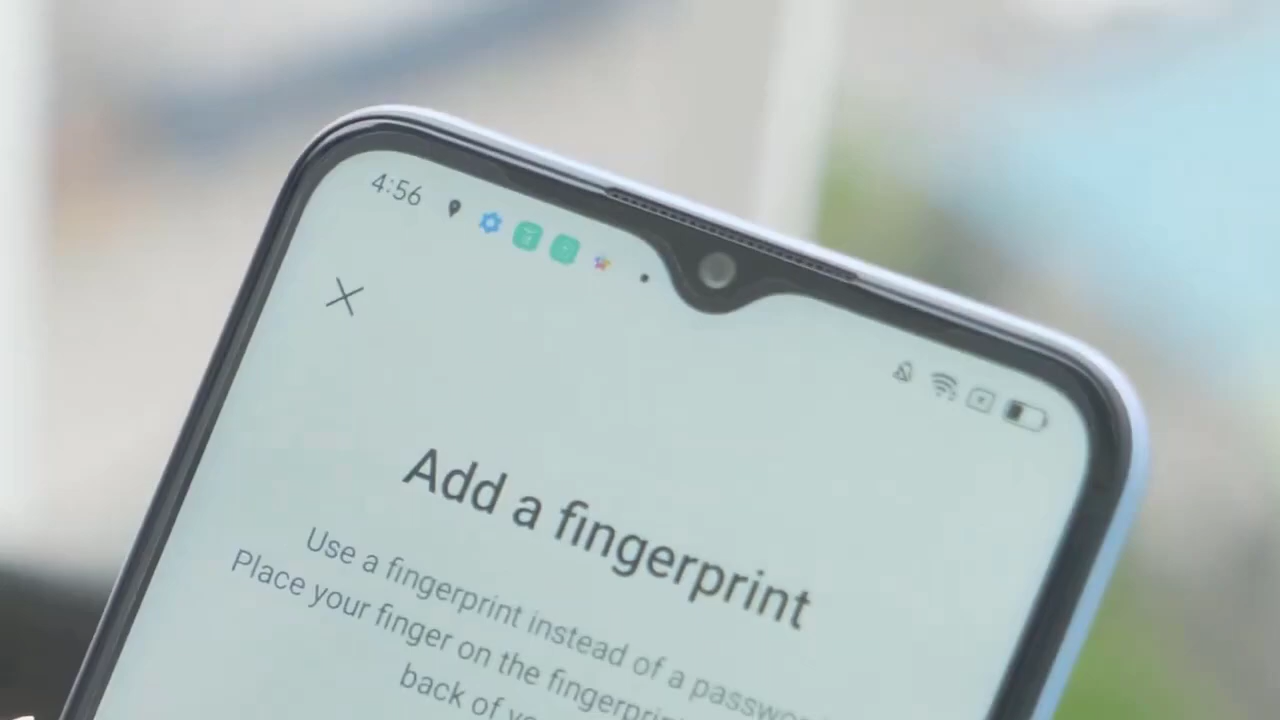 4:56
Add a fingerprint
Use a fingerprint instead of a
Place your finger on the
back of